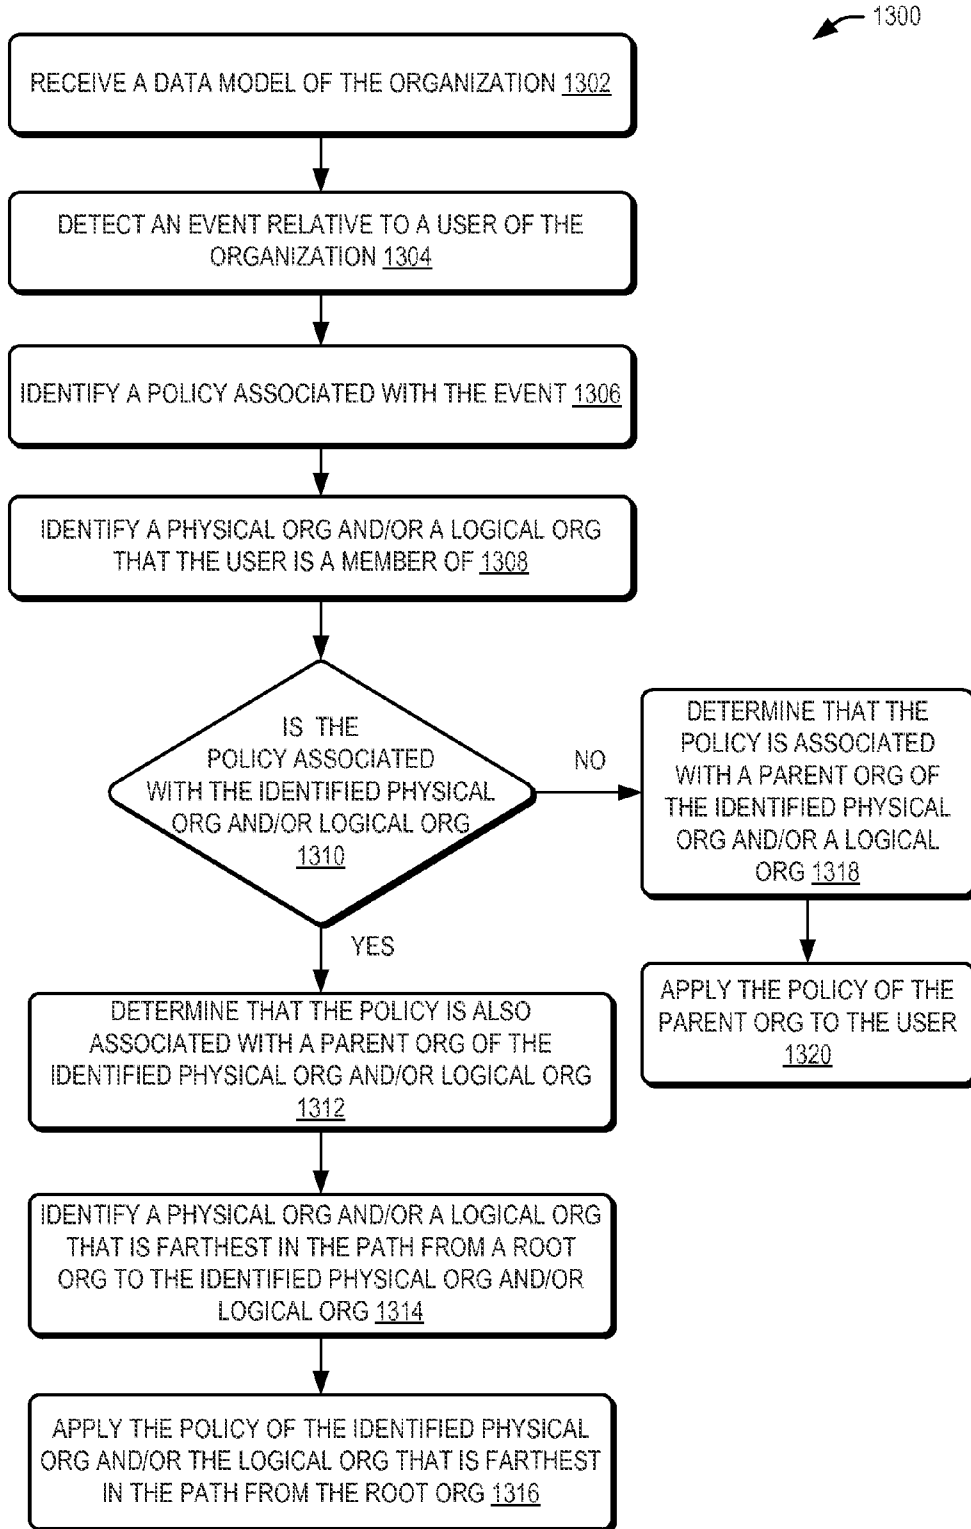 1300
RECEIVE A DATA MODEL OF THE ORGANIZATION 1302
DETECT AN EVENT RELATIVE TO A USER OF THE
ORGANIZATION 1304
IDENTIFY A POLICY ASSOCIATED WITH THE EVENT 1306
IDENTIFY A PHYSICAL ORG AND/OR A LOGICAL ORG
THAT THE USER IS A MEMBER OF 1308
IS THE
POLICY ASSOCIATED
WITH THE IDENTIFIED PHYSICAL
ORG AND/OR LOGICAL ORG
1310
NO
DETERMINE THAT THE
POLICY IS ASSOCIATED
WITH A PARENT ORG OF
THE IDENTIFIED PHYSICAL
ORG AND/OR A LOGICAL
ORG 1318
APPLY THE POLICY OF THE
PARENT ORG TO THE USER
1320
YES
DETERMINE THAT THE POLICY IS ALSO
ASSOCIATED WITH A PARENT ORG OF THE
IDENTIFIED PHYSICAL ORG AND/OR LOGICAL ORG
1312
IDENTIFY A PHYSICAL ORG AND/OR A LOGICAL ORG
THAT IS FARTHEST IN THE PATH FROM A ROOT
ORG TO THE IDENTIFIED PHYSICAL ORG AND/OR
LOGICAL ORG 1314
APPLY THE POLICY OF THE IDENTIFIED PHYSICAL
ORG AND/OR THE LOGICAL ORG THAT IS FARTHEST
IN THE PATH FROM THE ROOT ORG 1316